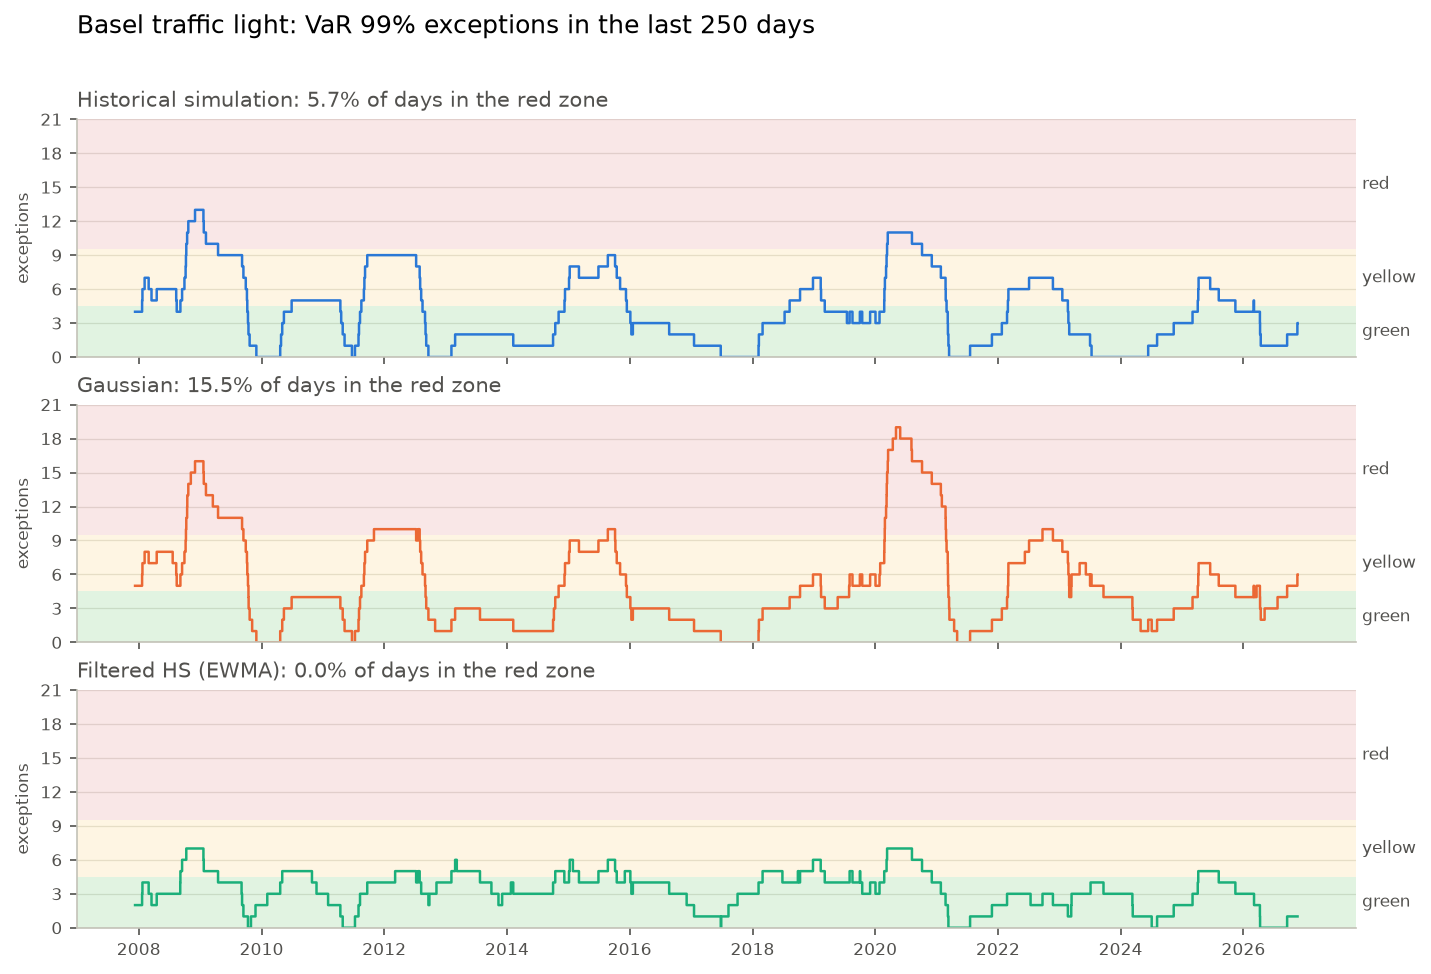 Basel traffic light: VaR 99% exceptions in the last 250 days
Historical simulation: 5.7% of days in the red zone
21
18
15
12
9
6
3
0
exceptions
red
yellow
green
Gaussian: 15.5% of days in the red zone
21
18
15
12
9
6
3
0
exceptions
red
yellow
green
Filtered HS (EWMA): 0.0% of days in the red zone
21
18
15
12
9
6
3
0
exceptions
red
yellow
green
2008 2010 2012 2014 2016 2018 2020 2022 2024 2026